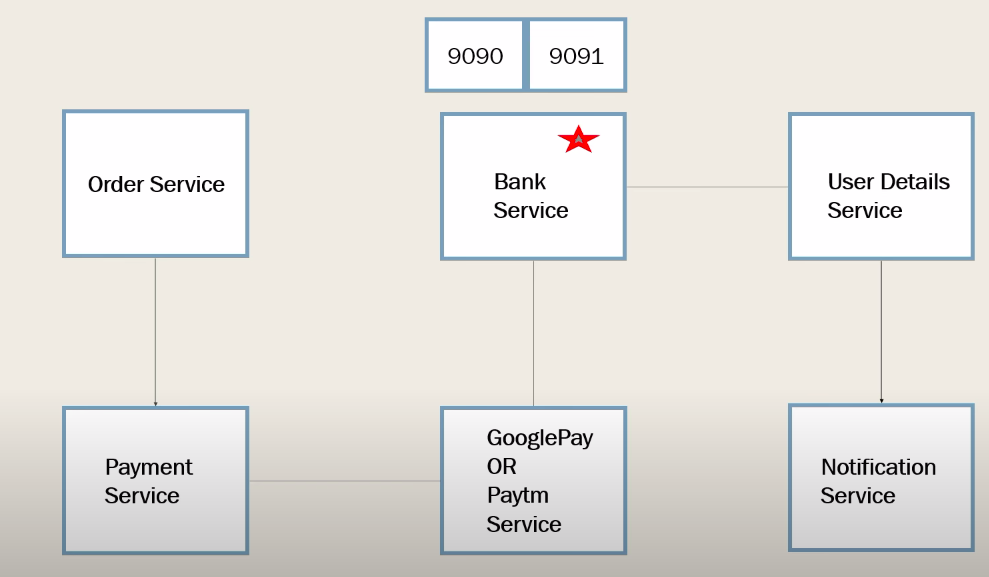 9090 9091
Order Service
Bank
Service
User Details
Service
Payment
Service
GooglePay
OR
Paytm
Service
Notification
Service